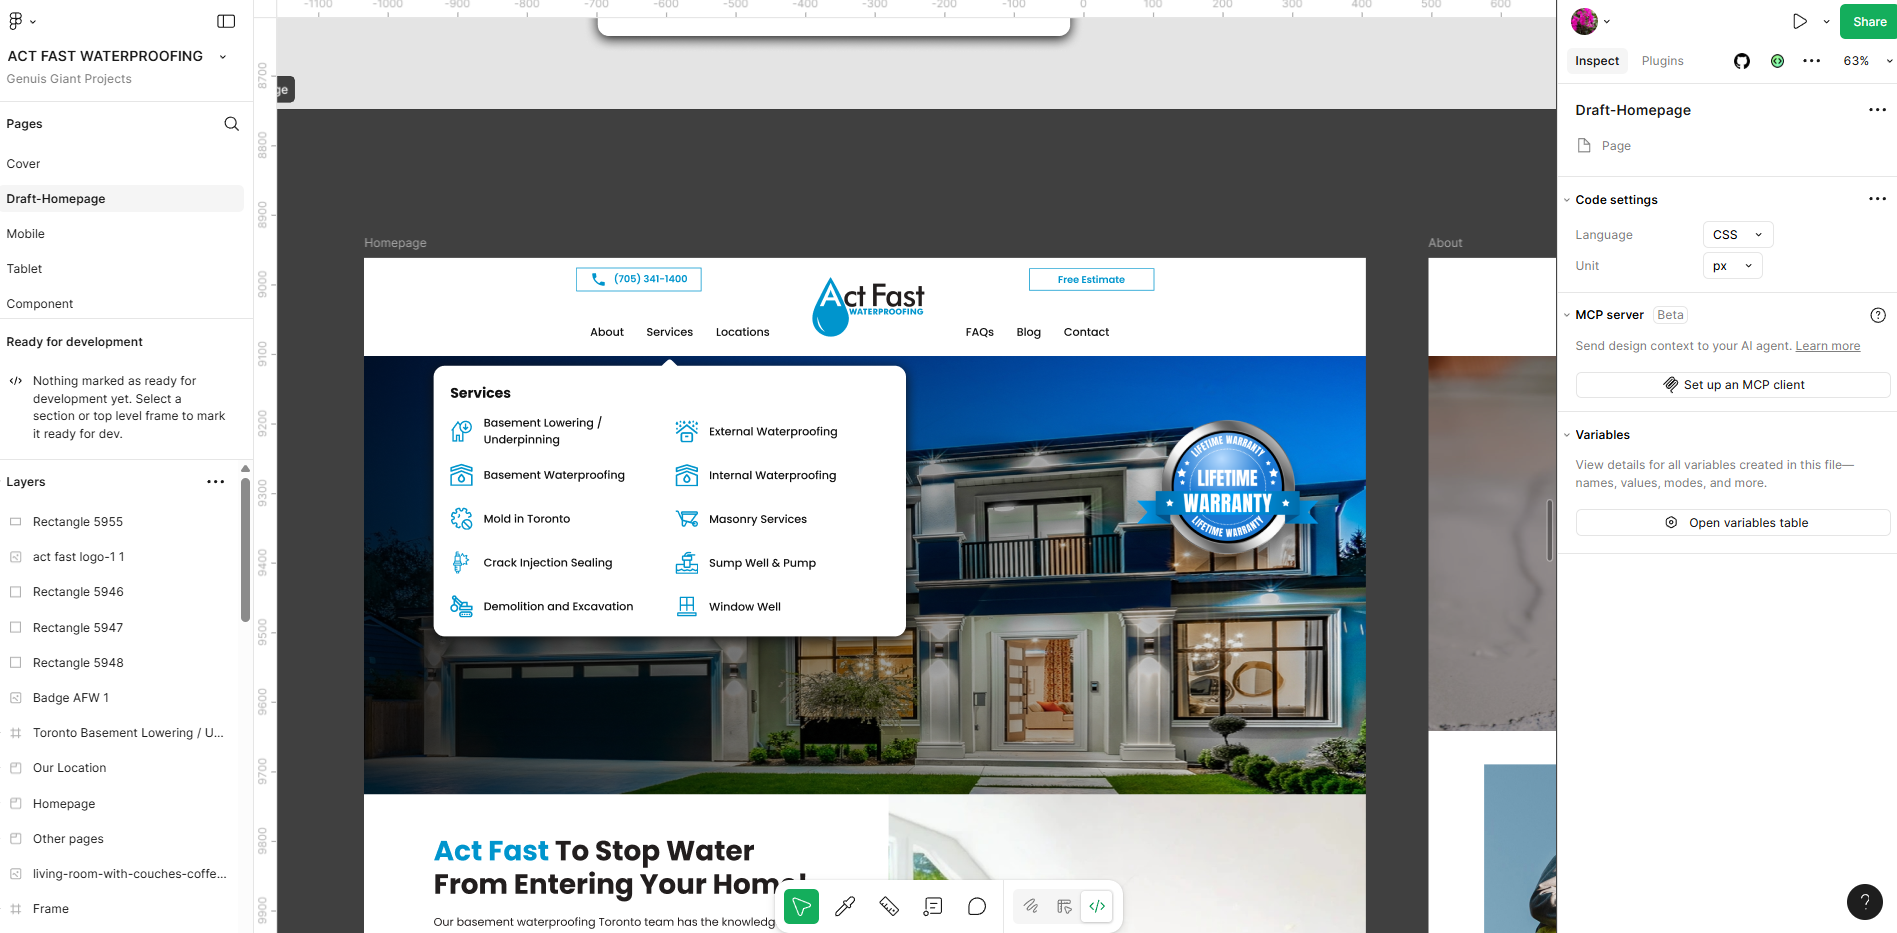 ACT FAST WATERPROOFING
Genuis Giant Projects
Pages
Cover
Draft-Homepage
Mobile
Tablet
Component
Ready for development
Nothing marked as ready for
development yet. Select a
section or top level frame to mark
it ready for dev.
Layers
Rectangle 5955
act fast logo-1 1
Rectangle 5946
Rectangle 5947
Rectangle 5948
Badge AFW 1
Toronto Basement Lowering / U...
Our Location
Homepage
Other pages
living-room-with-couches-coffe...
Frame
-1100 -1000 -900 -800 -700 -600 -500 -400 -300 -200 -100 0 100 200 300 400 500 600
8700
8800
8900
9000
9100
9200
9300
9400
9500
9600
9700
9800
9900
ge
Homepage
About
(705) 341-1400
Act Fast
WATERPROOFING
Free Estimate
About Services Locations
FAQs Blog Contact
Services
Basement Lowering /
Underpinning
External Waterproofing
Basement Waterproofing
Internal Waterproofing
Mold in Toronto
Masonry Services
Crack Injection Sealing
Sump Well & Pump
Demolition and Excavation
Window Well
LIFETIME WARRANTY
LIFETIME
WARRANTY
LIFETIME WARRANTY
Act Fast To Stop Water
From Entering Your Home!
Our basement waterproofing Toronto team has the knowledg
Share
Inspect
Plugins
63%
Draft-Homepage
Page
Code settings
Language
CSS
Unit
px
MCP server
Beta
Send design context to your AI agent. Learn more
Set up an MCP client
Variables
View details for all variables created in this file—
names, values, modes, and more.
Open variables table
?